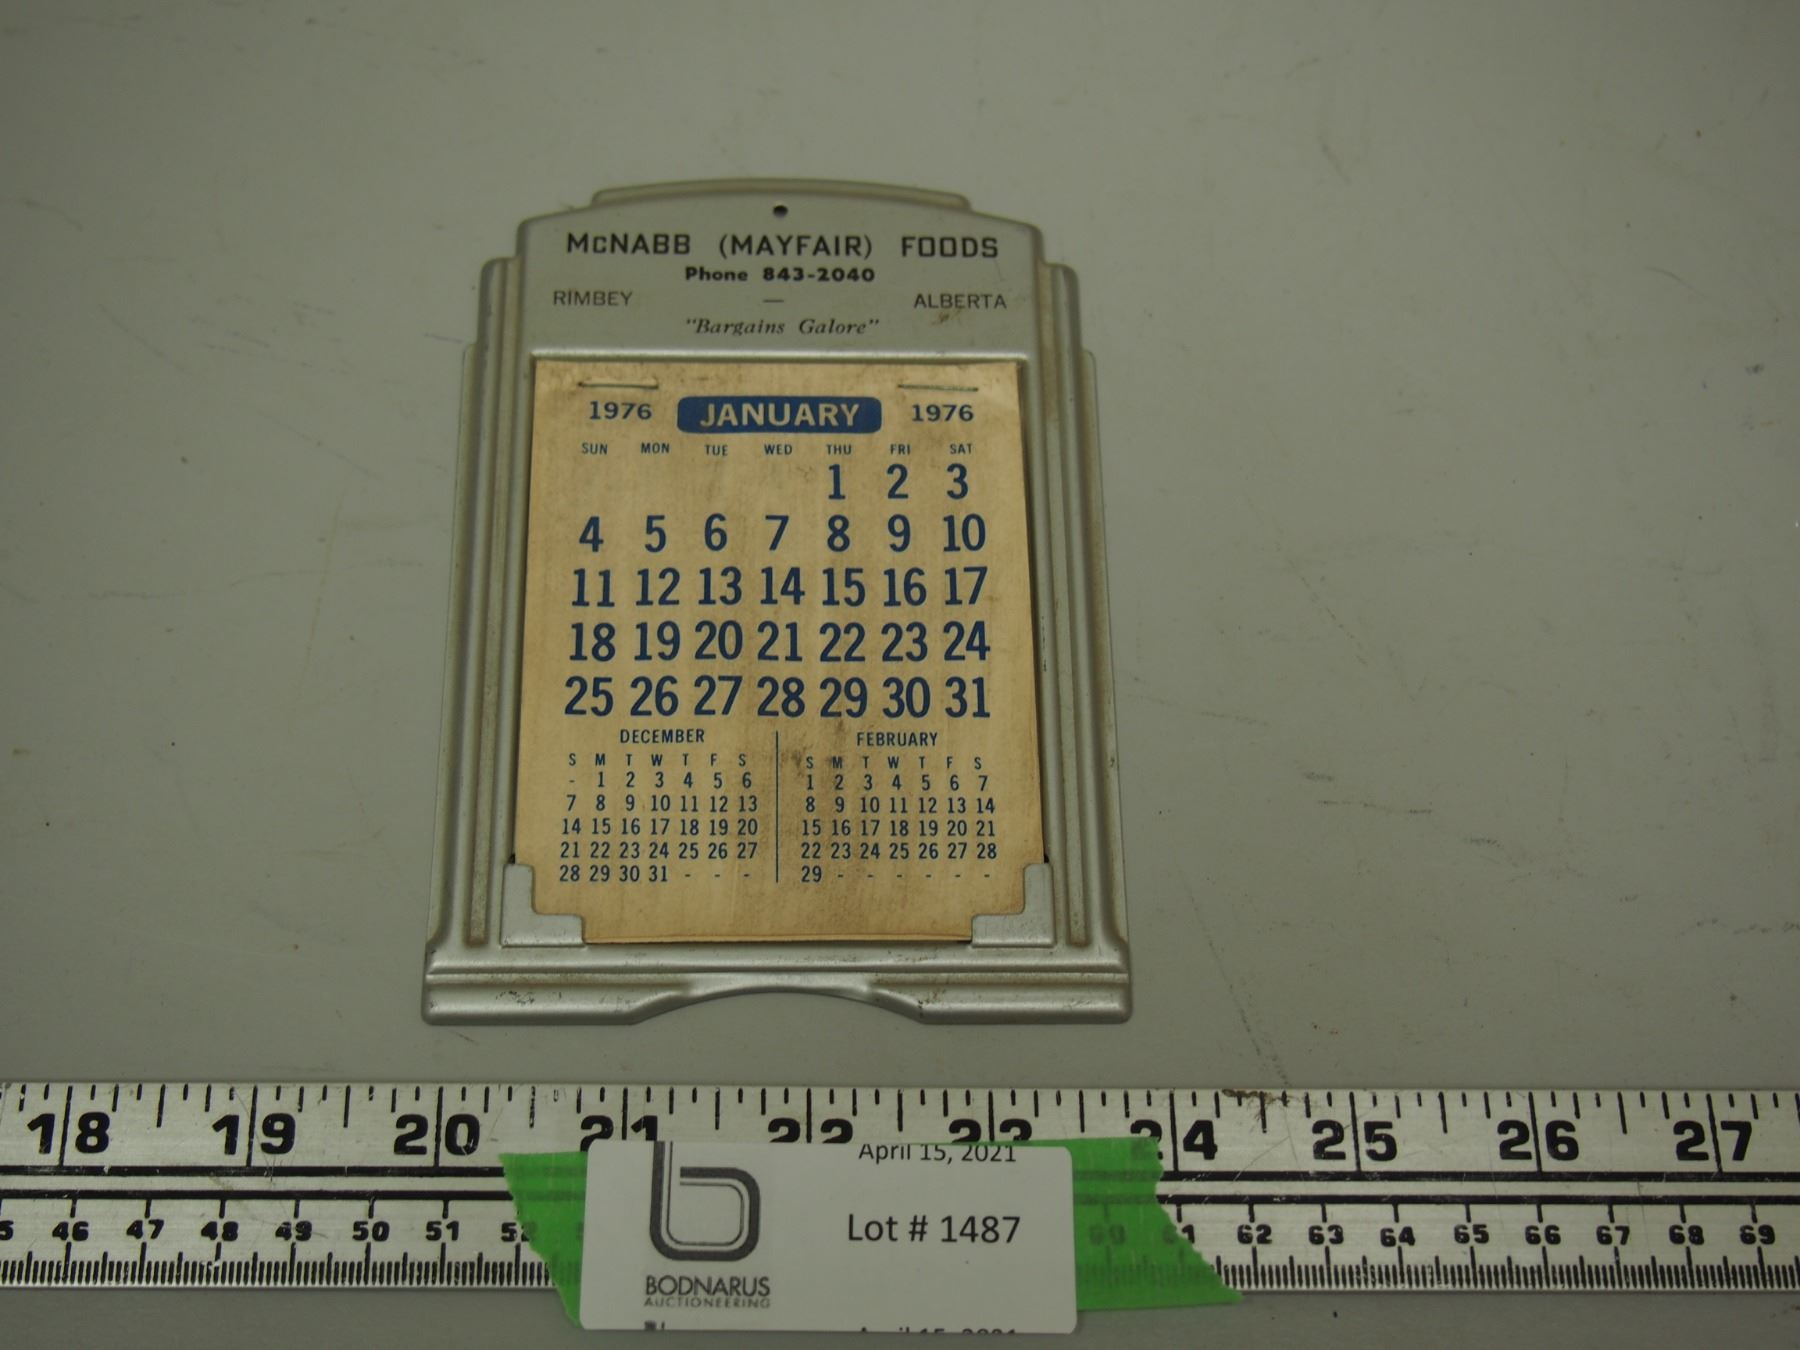 McNABB (MAYFAIR) FOODS
Phone 843-2040
RIMBEY — ALBERTA
"Bargains Galore"
1976 JANUARY 1976
SUN MON TUE WED THU FRI SAT
1 2 3
4 5 6 7 8 9 10
11 12 13 14 15 16 17
18 19 20 21 22 23 24
25 26 27 28 29 30 31
DECEMBER
S M T W T F S
- 1 2 3 4 5 6
7 8 9 10 11 12 13
14 15 16 17 18 19 20
21 22 23 24 25 26 27
28 29 30 31 - - -
FEBRUARY
S M T W T F S
1 2 3 4 5 6 7
8 9 10 11 12 13 14
15 16 17 18 19 20 21
22 23 24 25 26 27 28
29 - - - - - -
18 19 20 21 22 23 24 25 26 27
April 15, 2021
Lot # 1487
BODNARUS
AUCTIONEERING
April 15, 2021
46 47 48 49 50 51 52 60 61 62 63 64 65 66 67 68 69